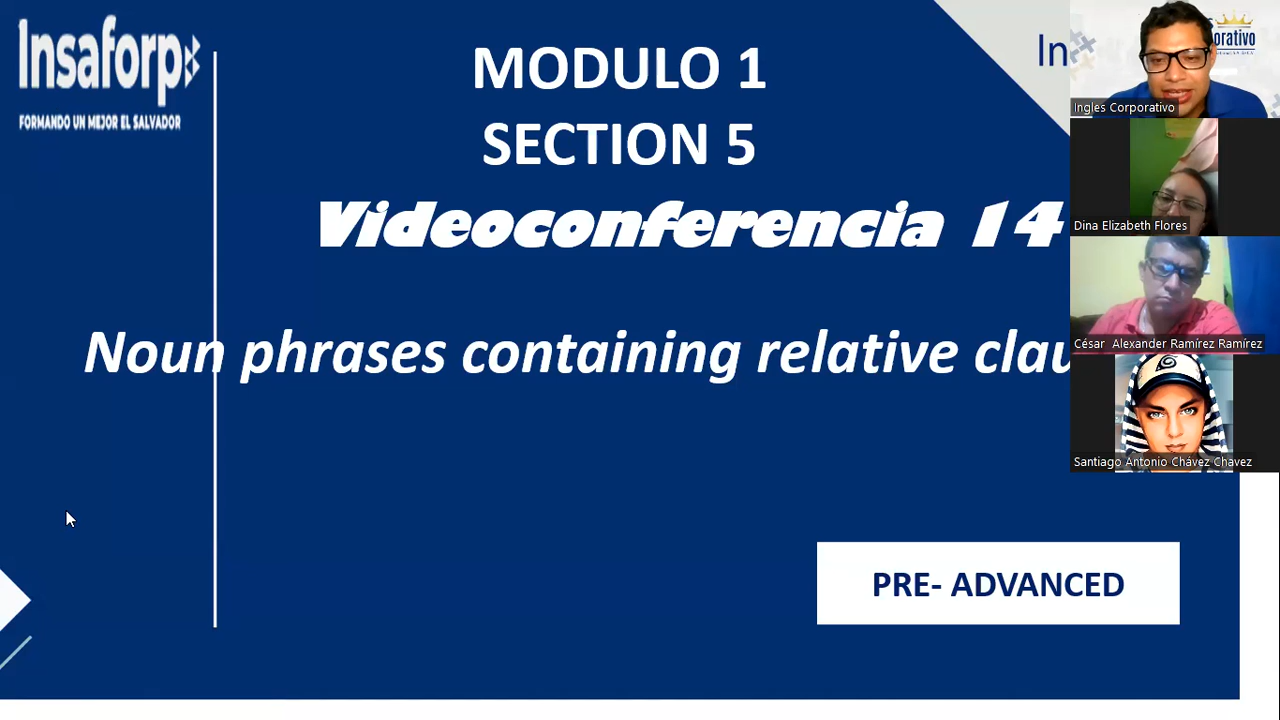 Insaforp
FORMANDO UN MEJOR EL SALVADOR
MODULO 1
SECTION 5
Videoconferencia 14
Noun phrases containing relative clau
PRE- ADVANCED
In
orativo
Ingles Corporativo
Dina Elizabeth Flores
César Alexander Ramírez Ramírez
Santiago Antonio Chávez Chavez